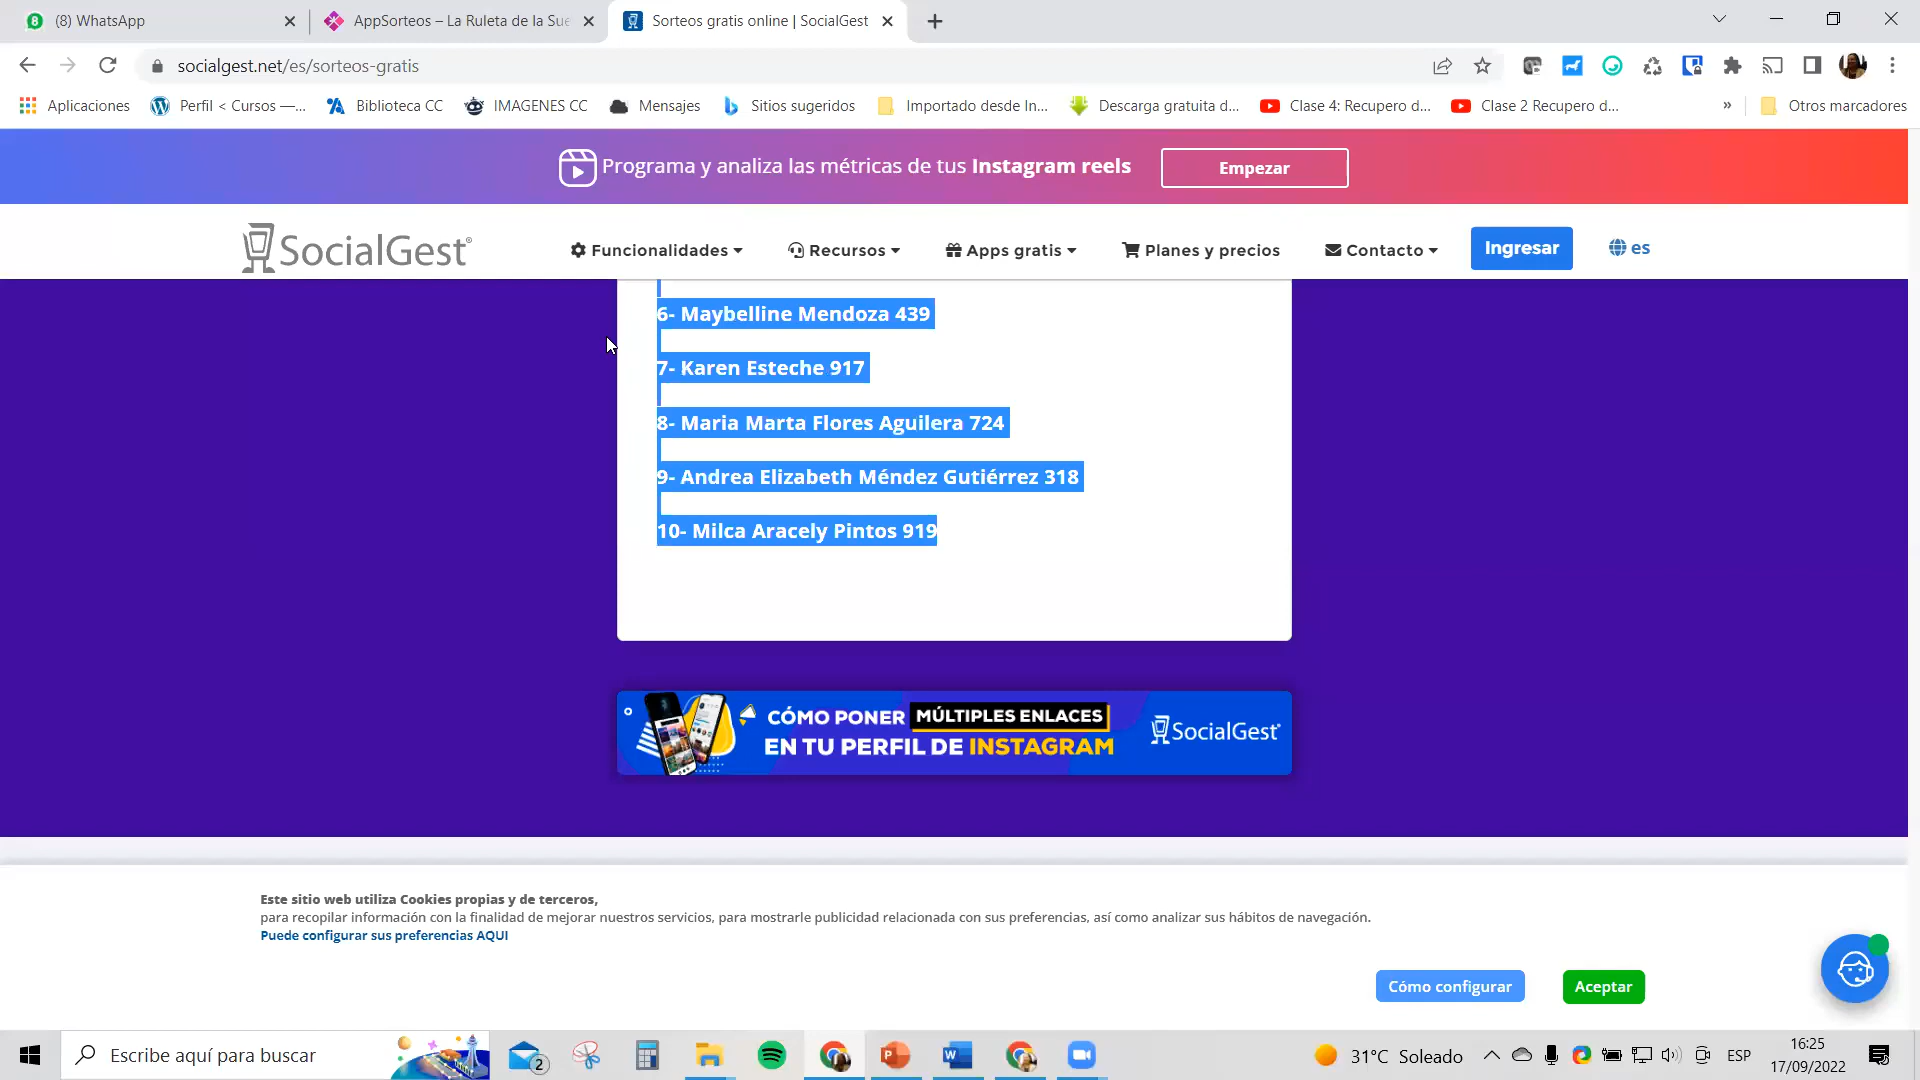 (8) WhatsApp
AppSorteos – La Ruleta de la Sue
Sorteos gratis online | SocialGest
socialgest.net/es/sorteos-gratis
Aplicaciones
Perfil < Cursos —...
Biblioteca CC
IMAGENES CC
Mensajes
Sitios sugeridos
Importado desde In...
Descarga gratuita d...
Clase 4: Recupero d...
Clase 2 Recupero d...
»
Otros marcadores
Programa y analiza las métricas de tus Instagram reels
Empezar
SocialGest®
Funcionalidades
Recursos
Apps gratis
Planes y precios
Contacto
Ingresar
es
6- Maybelline Mendoza 439
7- Karen Esteche 917
8- Maria Marta Flores Aguilera 724
9- Andrea Elizabeth Méndez Gutiérrez 318
10- Milca Aracely Pintos 919
CÓMO PONER MÚLTIPLES ENLACES
EN TU PERFIL DE INSTAGRAM
SocialGest®
Este sitio web utiliza Cookies propias y de terceros,
para recopilar información con la finalidad de mejorar nuestros servicios, para mostrarle publicidad relacionada con sus preferencias, así como analizar sus hábitos de navegación.
Puede configurar sus preferencias AQUI
Cómo configurar
Aceptar
Escribe aquí para buscar
2
31°C Soleado
ESP
16:25
17/09/2022